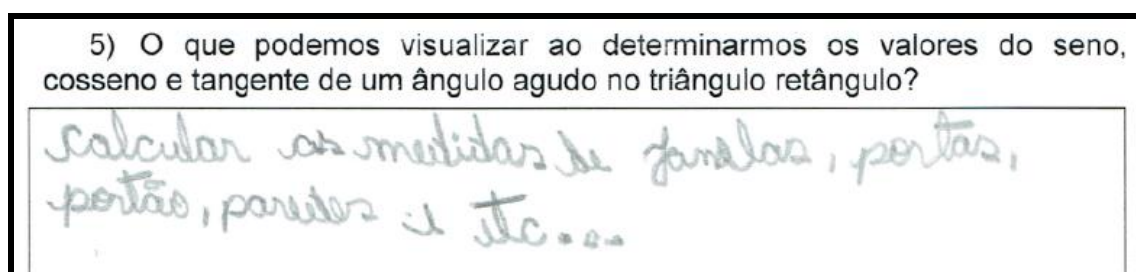 5) O que podemos visualizar ao determinarmos os valores do seno,
cosseno e tangente de um ângulo agudo no triângulo retângulo?
calcular as medidas de janelas, portas,
portão, paredes e etc....